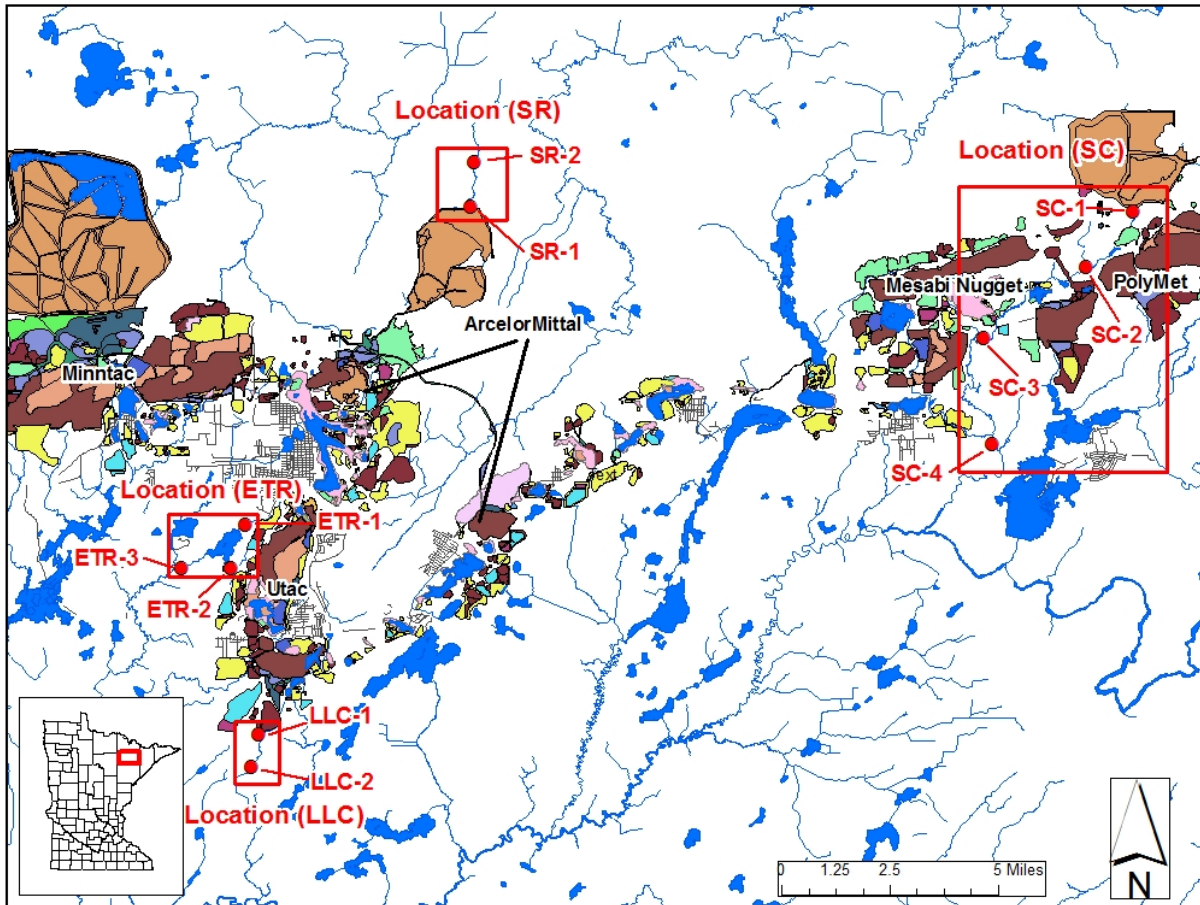 Location (SR)
SR-2
SR-1
Location (SC)
SC-1
Mesabi Nugget
PolyMet
SC-2
SC-3
SC-4
ArcelorMittal
Minntac
Location (ETR)
ETR-1
ETR-3
ETR-2
Utac
text
LLC-1
LLC-2
Location (LLC)
0 1.25 2.5 5 Miles
N